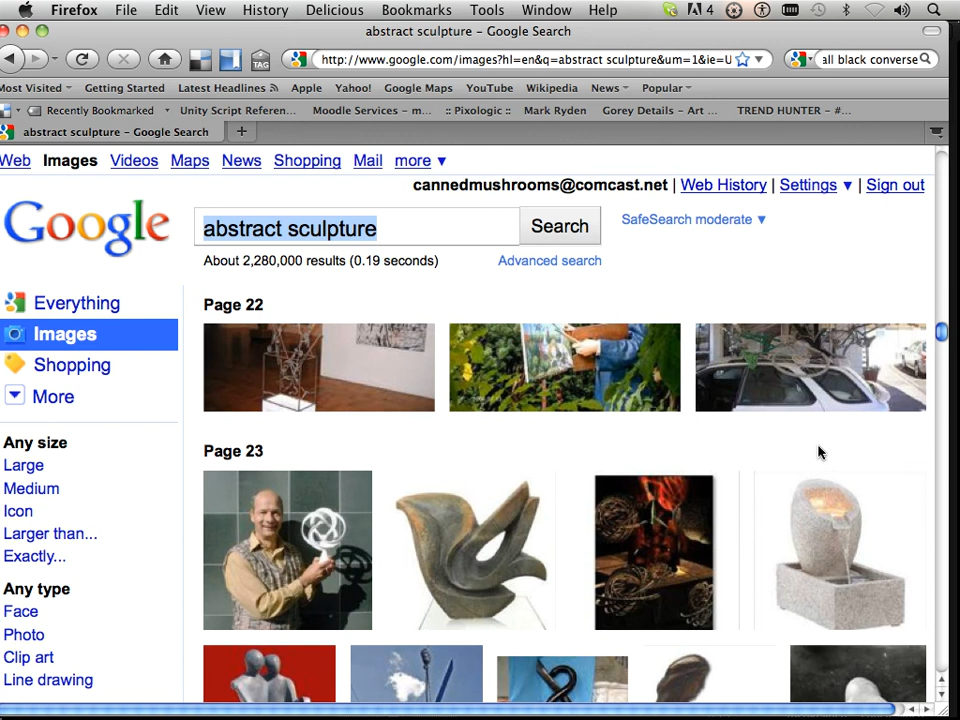 Firefox File Edit View History Delicious Bookmarks Tools Window Help 4
abstract sculpture – Google Search
TAG http://www.google.com/images?hl=en&q=abstract sculpture&um=1&ie=U all black converse
Most Visited Getting Started Latest Headlines Apple Yahoo! Google Maps YouTube Wikipedia News Popular
Recently Bookmarked Unity Script Referen... Moodle Services – m... :: Pixologic :: Mark Ryden Gorey Details – Art ... TREND HUNTER – #...
abstract sculpture – Google Search +
Web Images Videos Maps News Shopping Mail more ▼
cannedmushrooms@comcast.net | Web History | Settings ▼ | Sign out
Google abstract sculpture Search SafeSearch moderate ▼
About 2,280,000 results (0.19 seconds) Advanced search
Everything
Images
Shopping
More
Any size
Large
Medium
Icon
Larger than...
Exactly...
Any type
Face
Photo
Clip art
Line drawing
Page 22
Page 23